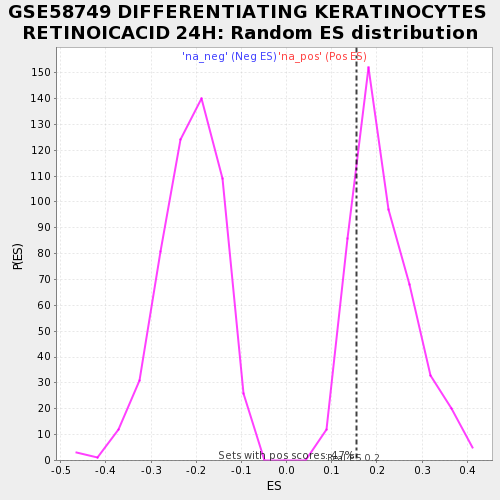 GSE58749 DIFFERENTIATING KERATINOCYTES
RETINOICACID 24H: Random ES distribution
'na_neg' (Neg ES) 'na_pos' (Pos ES)
150
140
130
120
110
100
90
80
70
60
50
40
30
20
10
0
P(ES)
Sets with pos scores: 47%
ES 0.2
-0.5 -0.4 -0.3 -0.2 -0.1 0.0 0.1 0.2 0.3 0.4
ES